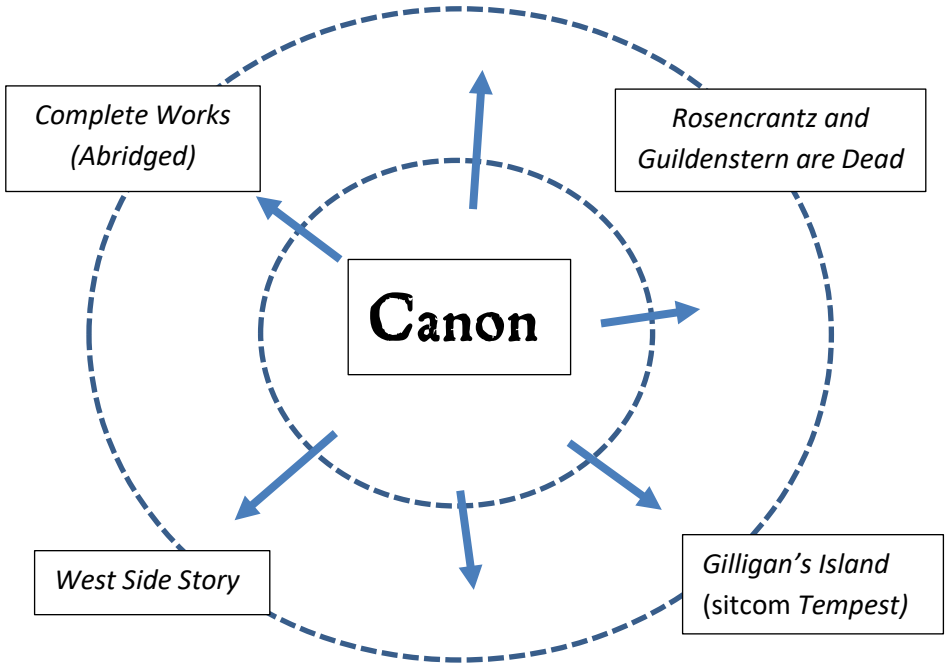 Complete Works
(Abridged)
Rosencrantz and
Guildenstern are Dead
Canon
West Side Story
Gilligan’s Island
(sitcom Tempest)